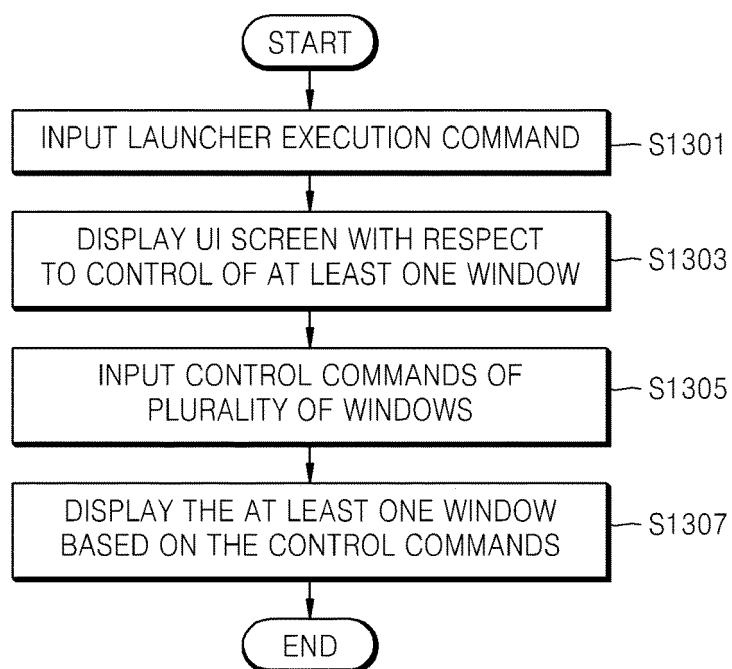 START
INPUT LAUNCHER EXECUTION COMMAND
S1301
DISPLAY UI SCREEN WITH RESPECT
TO CONTROL OF AT LEAST ONE WINDOW
S1303
INPUT CONTROL COMMANDS OF
PLURALITY OF WINDOWS
S1305
DISPLAY THE AT LEAST ONE WINDOW
BASED ON THE CONTROL COMMANDS
S1307
END